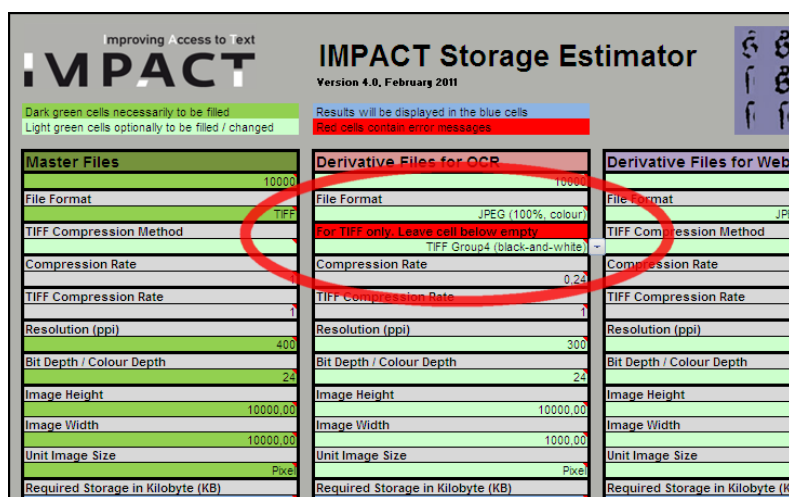 Improving Access to Text
IMPACT
IMPACT Storage Estimator
Version 4.0, February 2011
Dark green cells necessarily to be filled
Light green cells optionally to be filled / changed
Results will be displayed in the blue cells
Red cells contain error messages
Master Files
10000
File Format
TIFF
TIFF Compression Method
Compression Rate
1
TIFF Compression Rate
1
Resolution (ppi)
400
Bit Depth / Colour Depth
24
Image Height
10000,00
Image Width
10000,00
Unit Image Size
Pixel
Required Storage in Kilobyte (KB)
Derivative Files for OCR
10000
File Format
JPEG (100%, colour)
For TIFF only. Leave cell below empty
TIFF Group4 (black-and-white)
Compression Rate
0,24
TIFF Compression Rate
1
Resolution (ppi)
300
Bit Depth / Colour Depth
24
Image Height
10000,00
Image Width
1000,00
Unit Image Size
Pixel
Required Storage in Kilobyte (KB)
Derivative Files for Web
File Format
JP
TIFF Compression Method
Compression Rate
TIFF Compression Rate
Resolution (ppi)
Bit Depth / Colour Depth
Image Height
Image Width
Unit Image Size
Required Storage in Kilobyte (K